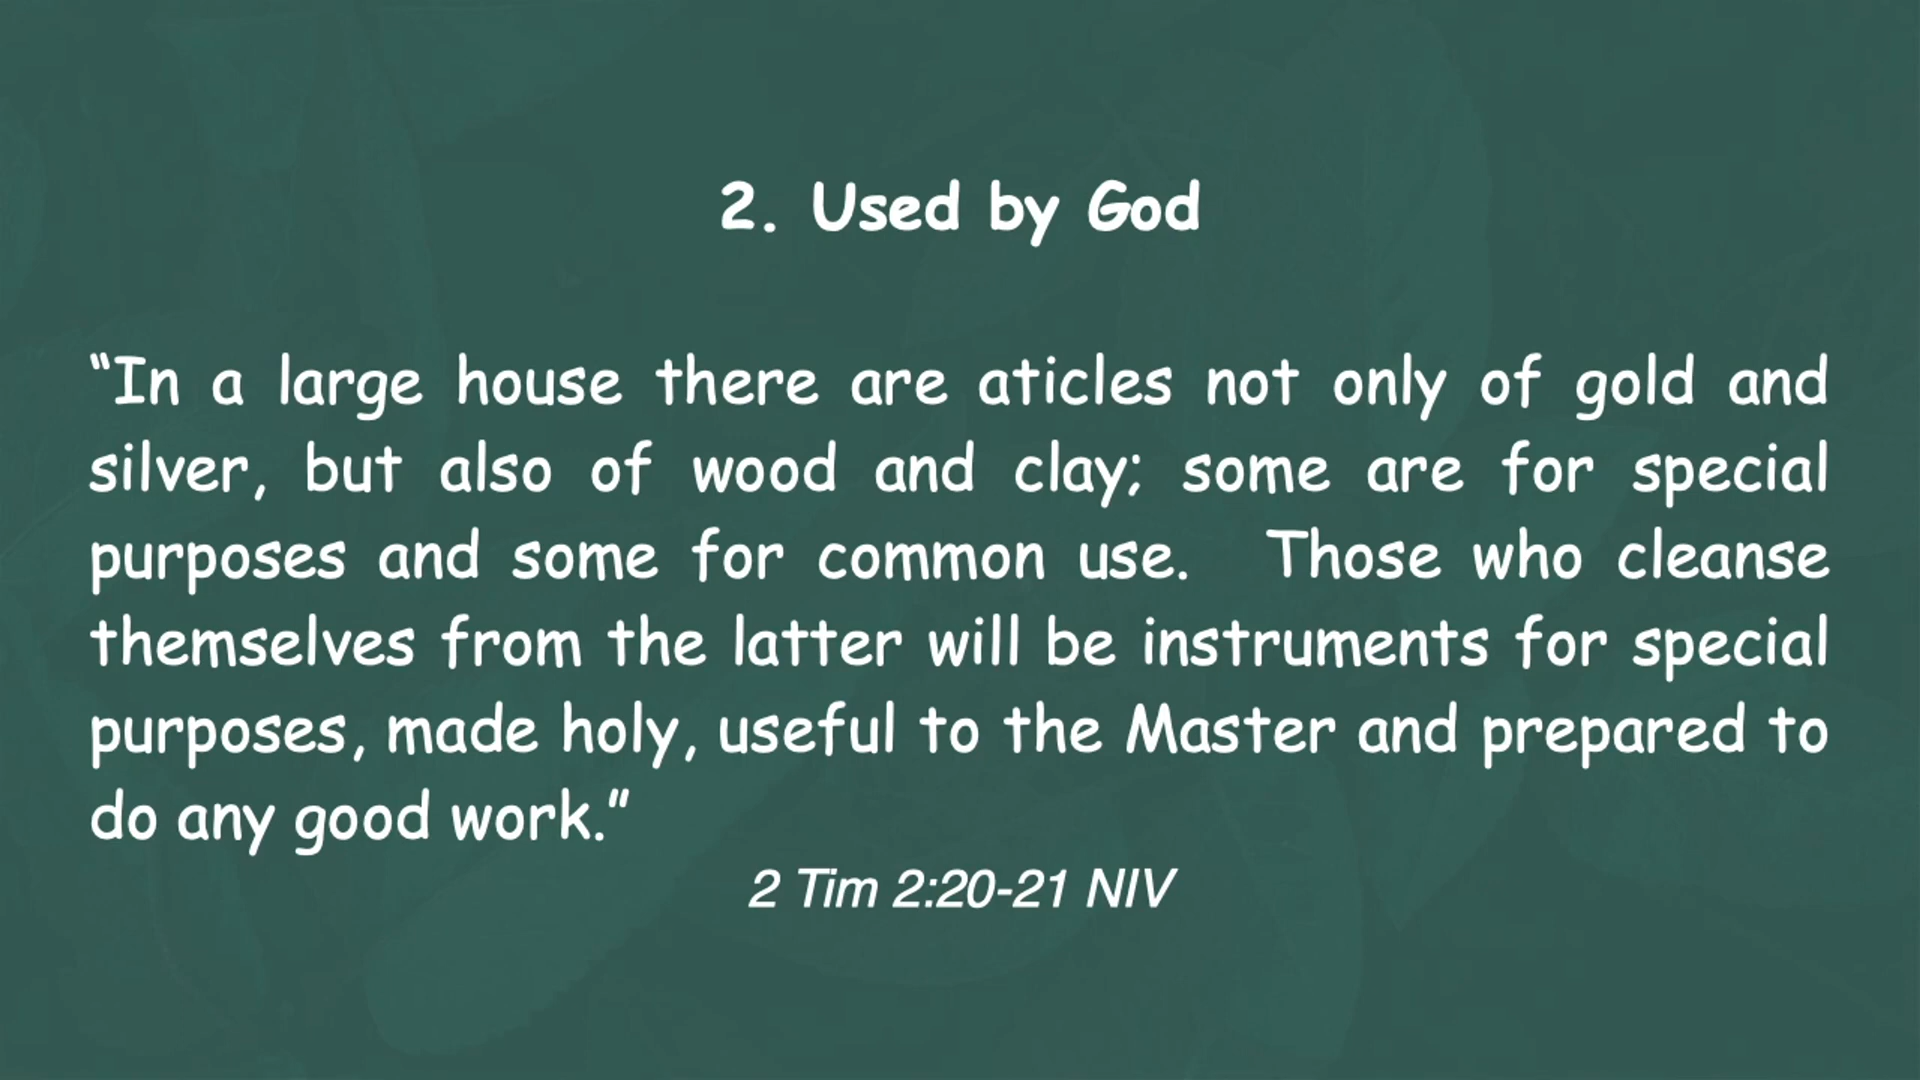 2. Used by God
“In a large house there are aticles not only of gold and
silver, but also of wood and clay; some are for special
purposes and some for common use.  Those who cleanse
themselves from the latter will be instruments for special
purposes, made holy, useful to the Master and prepared to
do any good work.”
2 Tim 2:20-21 NIV